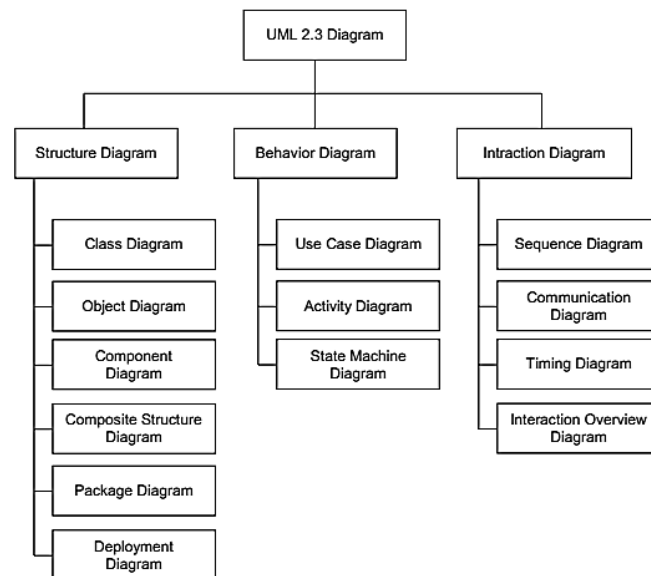 UML 2.3 Diagram
Structure Diagram
Behavior Diagram
Intraction Diagram
Class Diagram
Object Diagram
Component
Diagram
Composite Structure
Diagram
Package Diagram
Deployment
Diagram
Use Case Diagram
Activity Diagram
State Machine
Diagram
Sequence Diagram
Communication
Diagram
Timing Diagram
Interaction Overview
Diagram